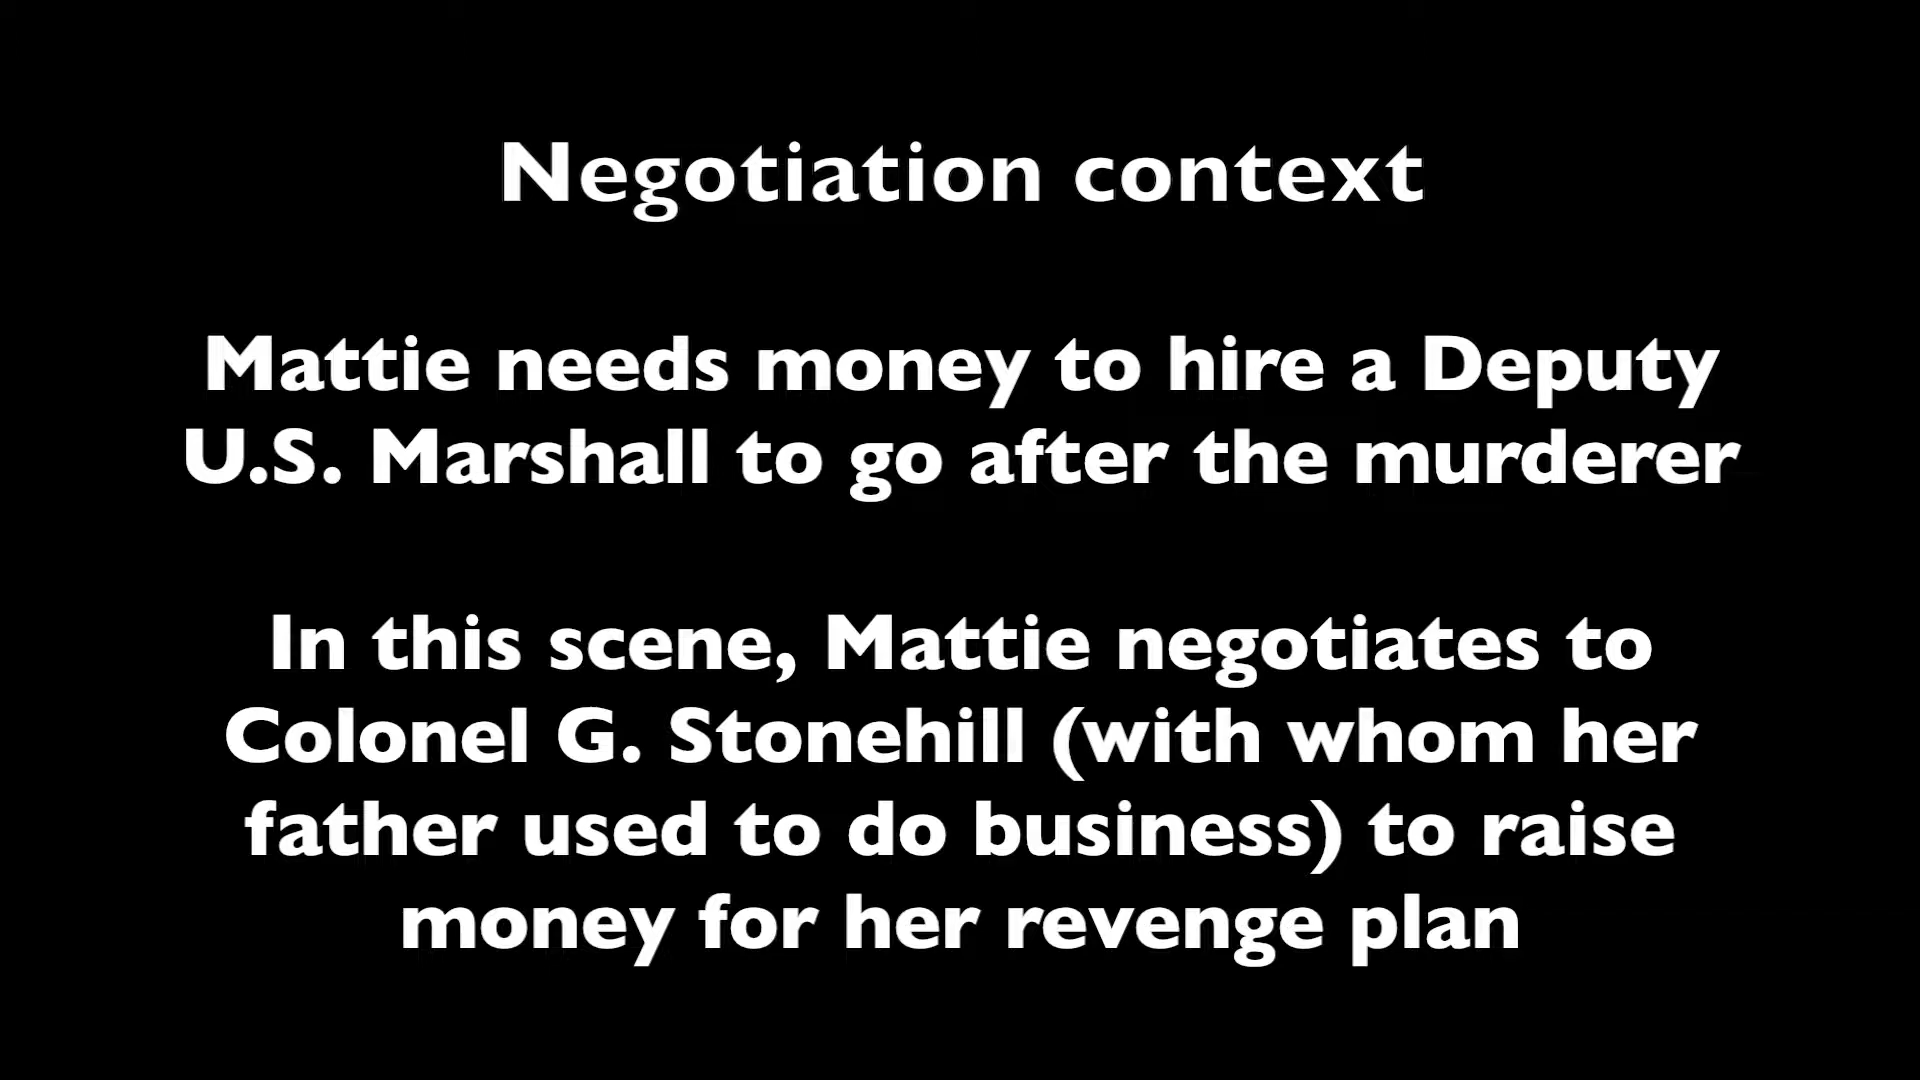 Negotiation context
Mattie needs money to hire a Deputy
U.S. Marshall to go after the murderer
In this scene, Mattie negotiates to
Colonel G. Stonehill (with whom her
father used to do business) to raise
money for her revenge plan